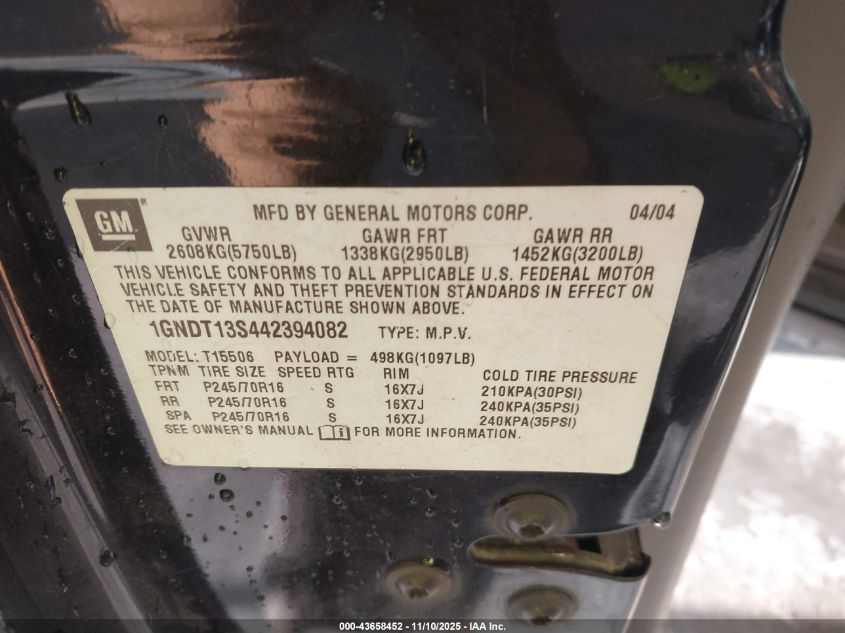 GM®
MFD BY GENERAL MOTORS CORP. 04/04
GVWR GAWR FRT GAWR RR
2608KG(5750LB) 1338KG(2950LB) 1452KG(3200LB)
THIS VEHICLE CONFORMS TO ALL APPLICABLE U.S. FEDERAL MOTOR
VEHICLE SAFETY AND THEFT PREVENTION STANDARDS IN EFFECT ON
THE DATE OF MANUFACTURE SHOWN ABOVE.
1GNDT13S442394082 TYPE: M.P.V.
MODEL: T15506 PAYLOAD = 498KG(1097LB)
TPNM TIRE SIZE SPEED RTG RIM COLD TIRE PRESSURE
FRT P245/70R16 S 16X7J 210KPA(30PSI)
RR P245/70R16 S 16X7J 240KPA(35PSI)
SPA P245/70R16 S 16X7J 240KPA(35PSI)
SEE OWNER'S MANUAL FOR MORE INFORMATION.
000-43658452 - 11/10/2025 - IAA Inc.